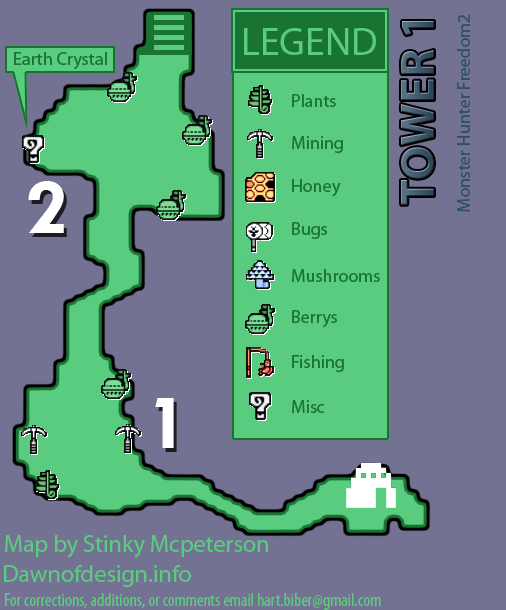 Earth Crystal
LEGEND
Plants
Mining
Honey
Bugs
Mushrooms
Berrys
Fishing
Misc
TOWER 1
Monster Hunter Freedom2
2
1
Map by Stinky Mcpeterson
Dawnofdesign.info
For corrections, additions, or comments email hart.biber@gmail.com